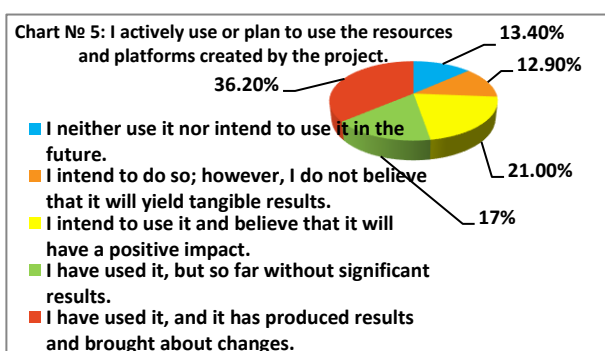 Chart № 5: I actively use or plan to use the resources
and platforms created by the project.
13.40%
12.90%
36.20%
21.00%
17%
I neither use it nor intend to use it in the
future.
I intend to do so; however, I do not believe
that it will yield tangible results.
I intend to use it and believe that it will
have a positive impact.
I have used it, but so far without significant
results.
I have used it, and it has produced results
and brought about changes.